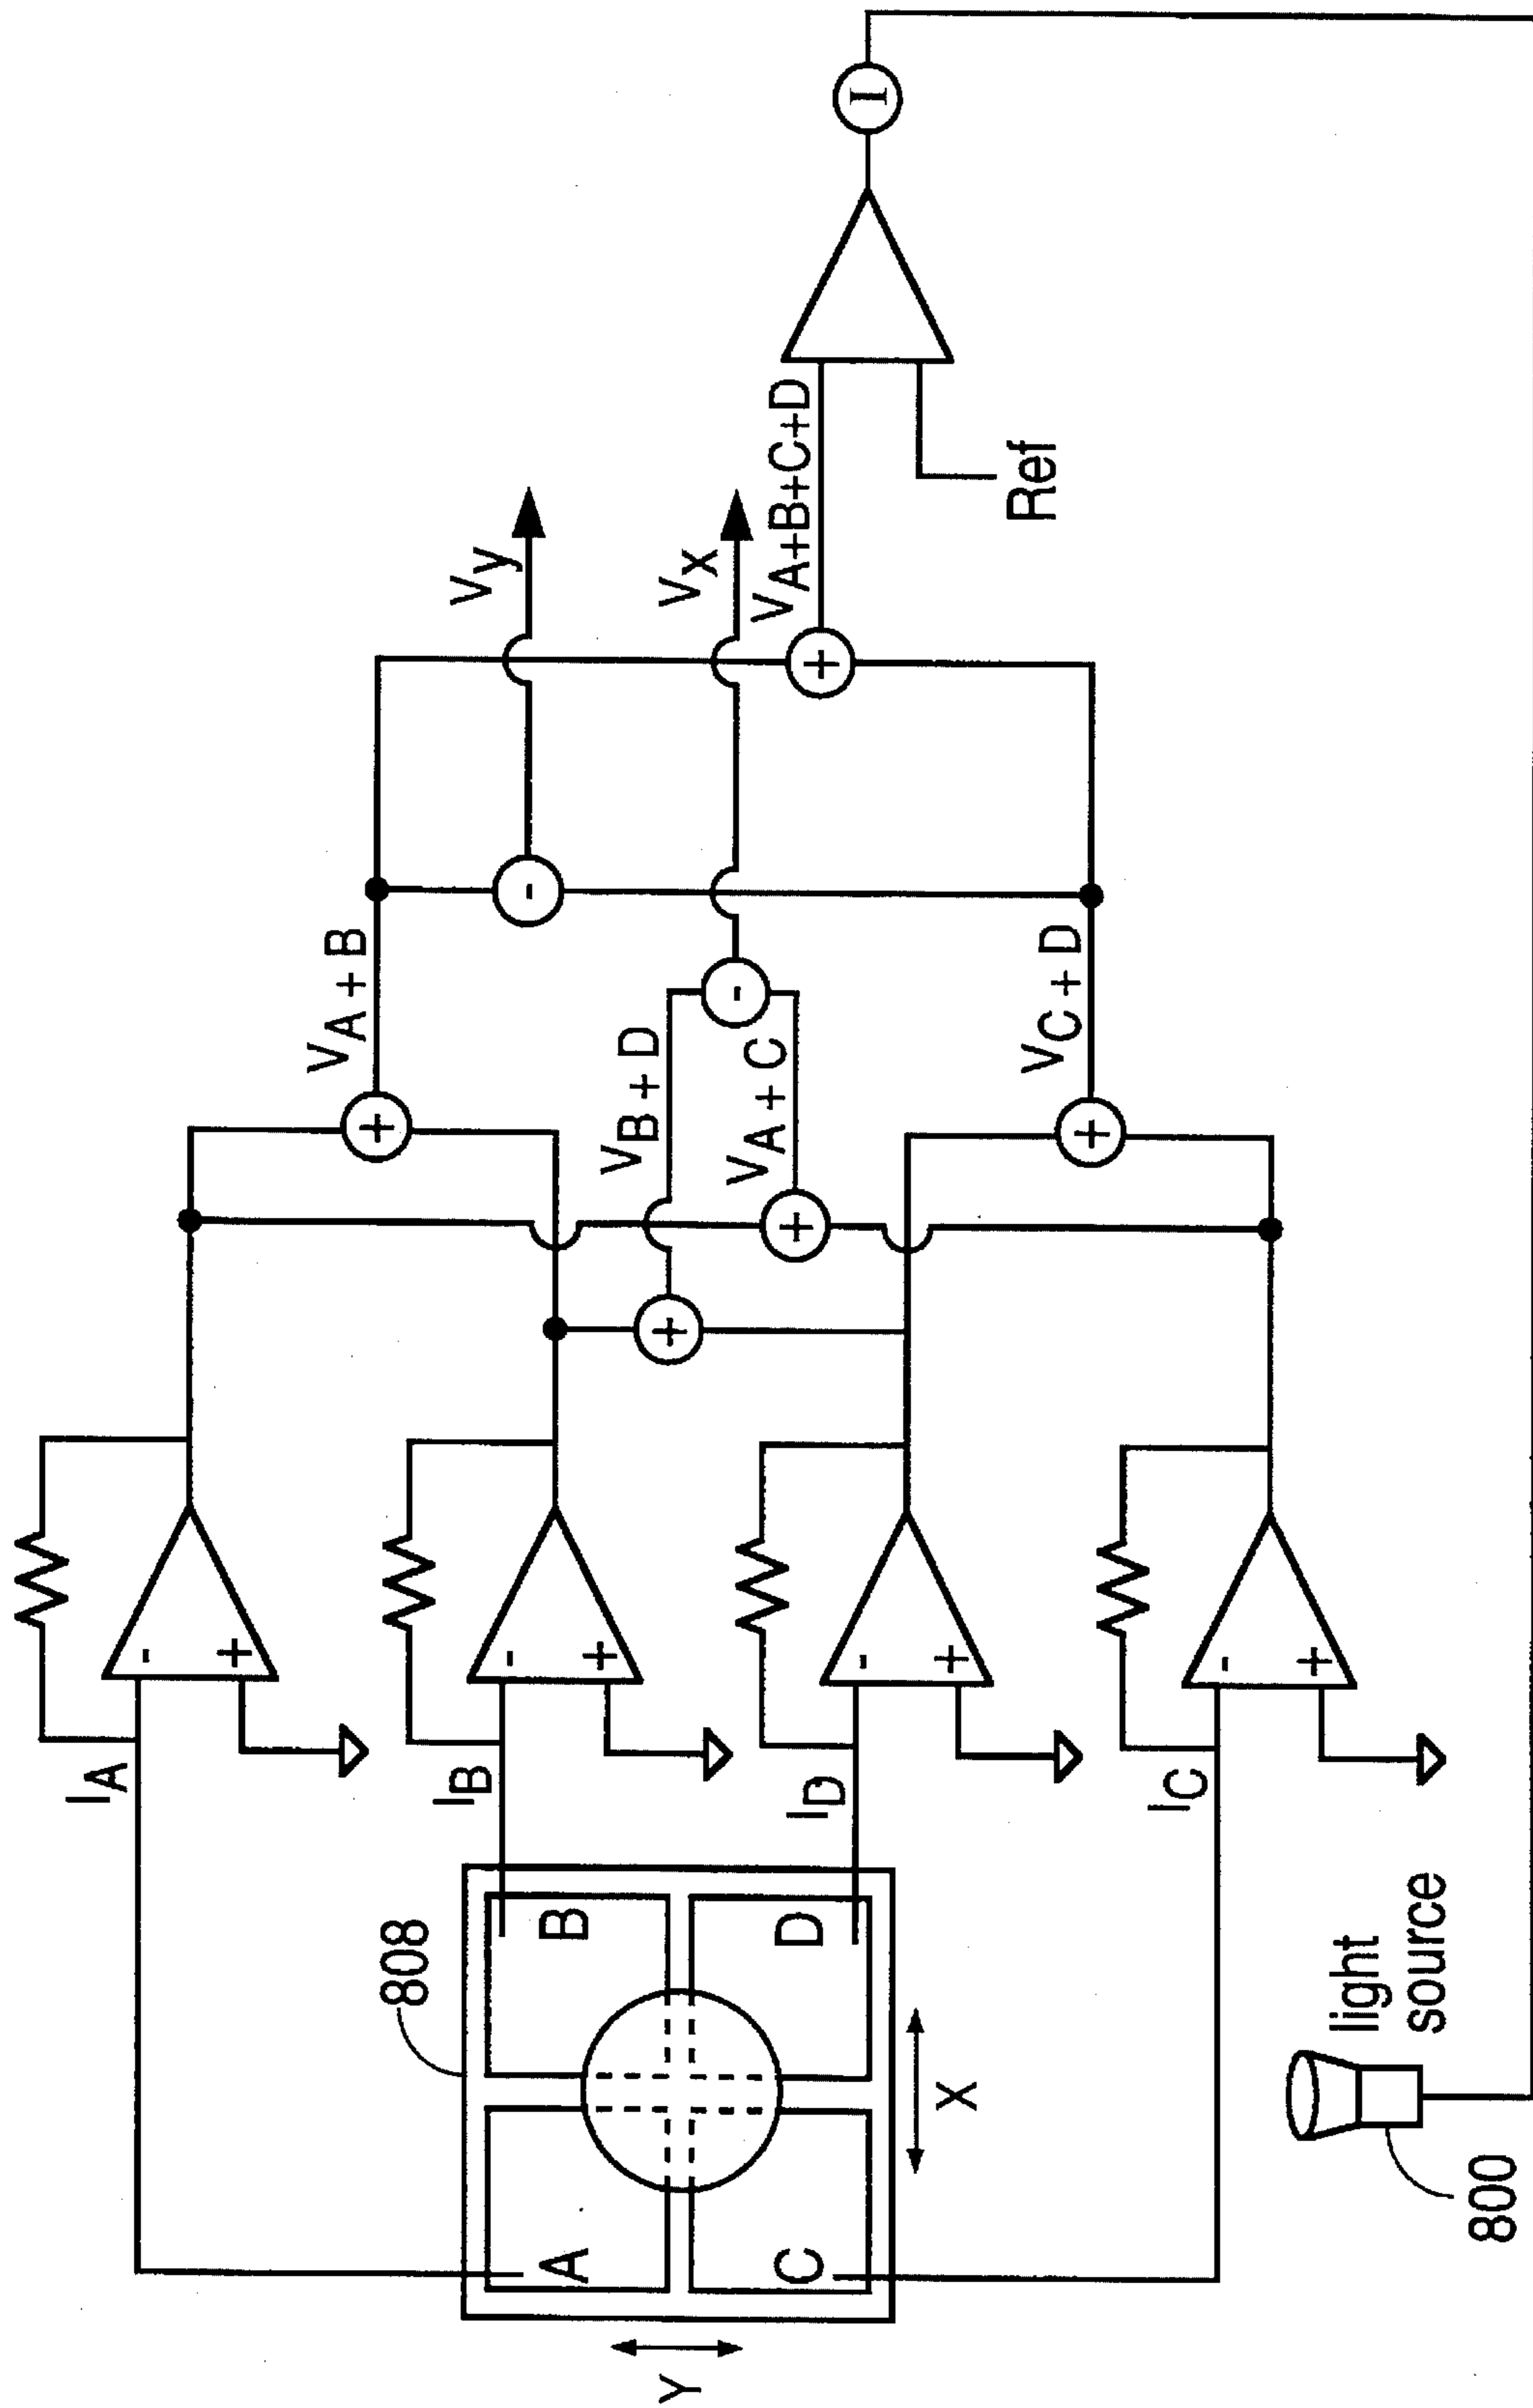 808
A
B
C
D
Y
X
I_A
I_B
I_D
I_C
-
+
-
+
-
+
-
+
+
+
+
+
V_A + B
V_B + D
V_A + C
V_C + D
-
-
+
V_y
V_x
V_A+B+C+D
Ref
I
light
source
800